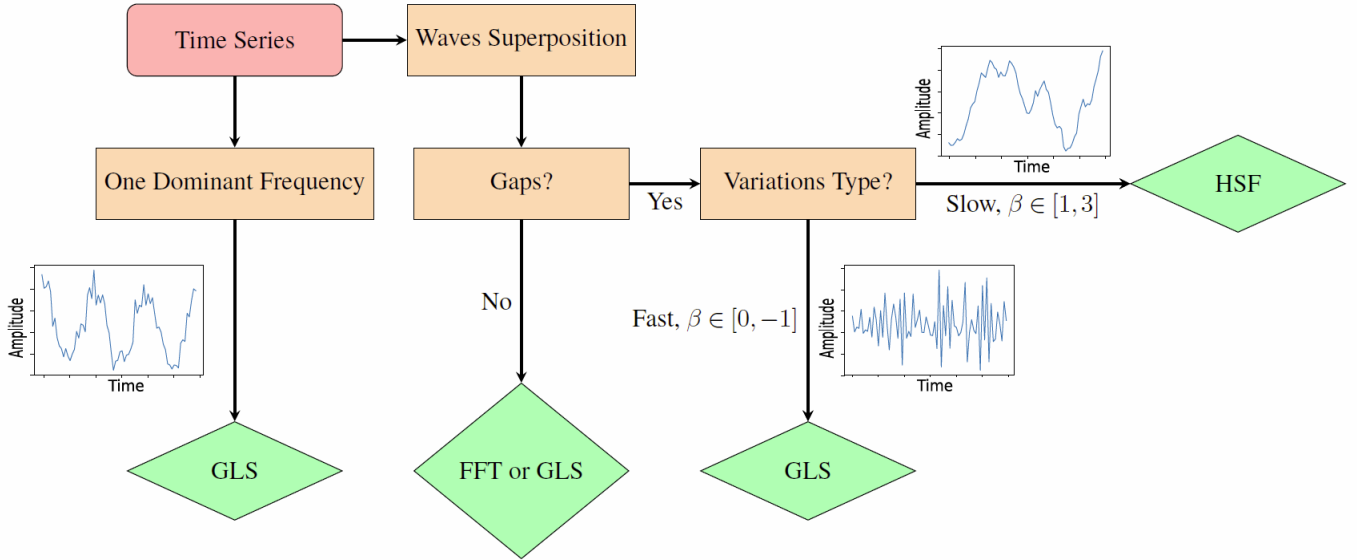 Time Series
Waves Superposition
Amplitude
Time
One Dominant Frequency
Gaps?
Yes
Variations Type?
Slow, β ∈ [1, 3]
HSF
Amplitude
Time
No
Fast, β ∈ [0, −1]
Amplitude
Time
GLS
FFT or GLS
GLS